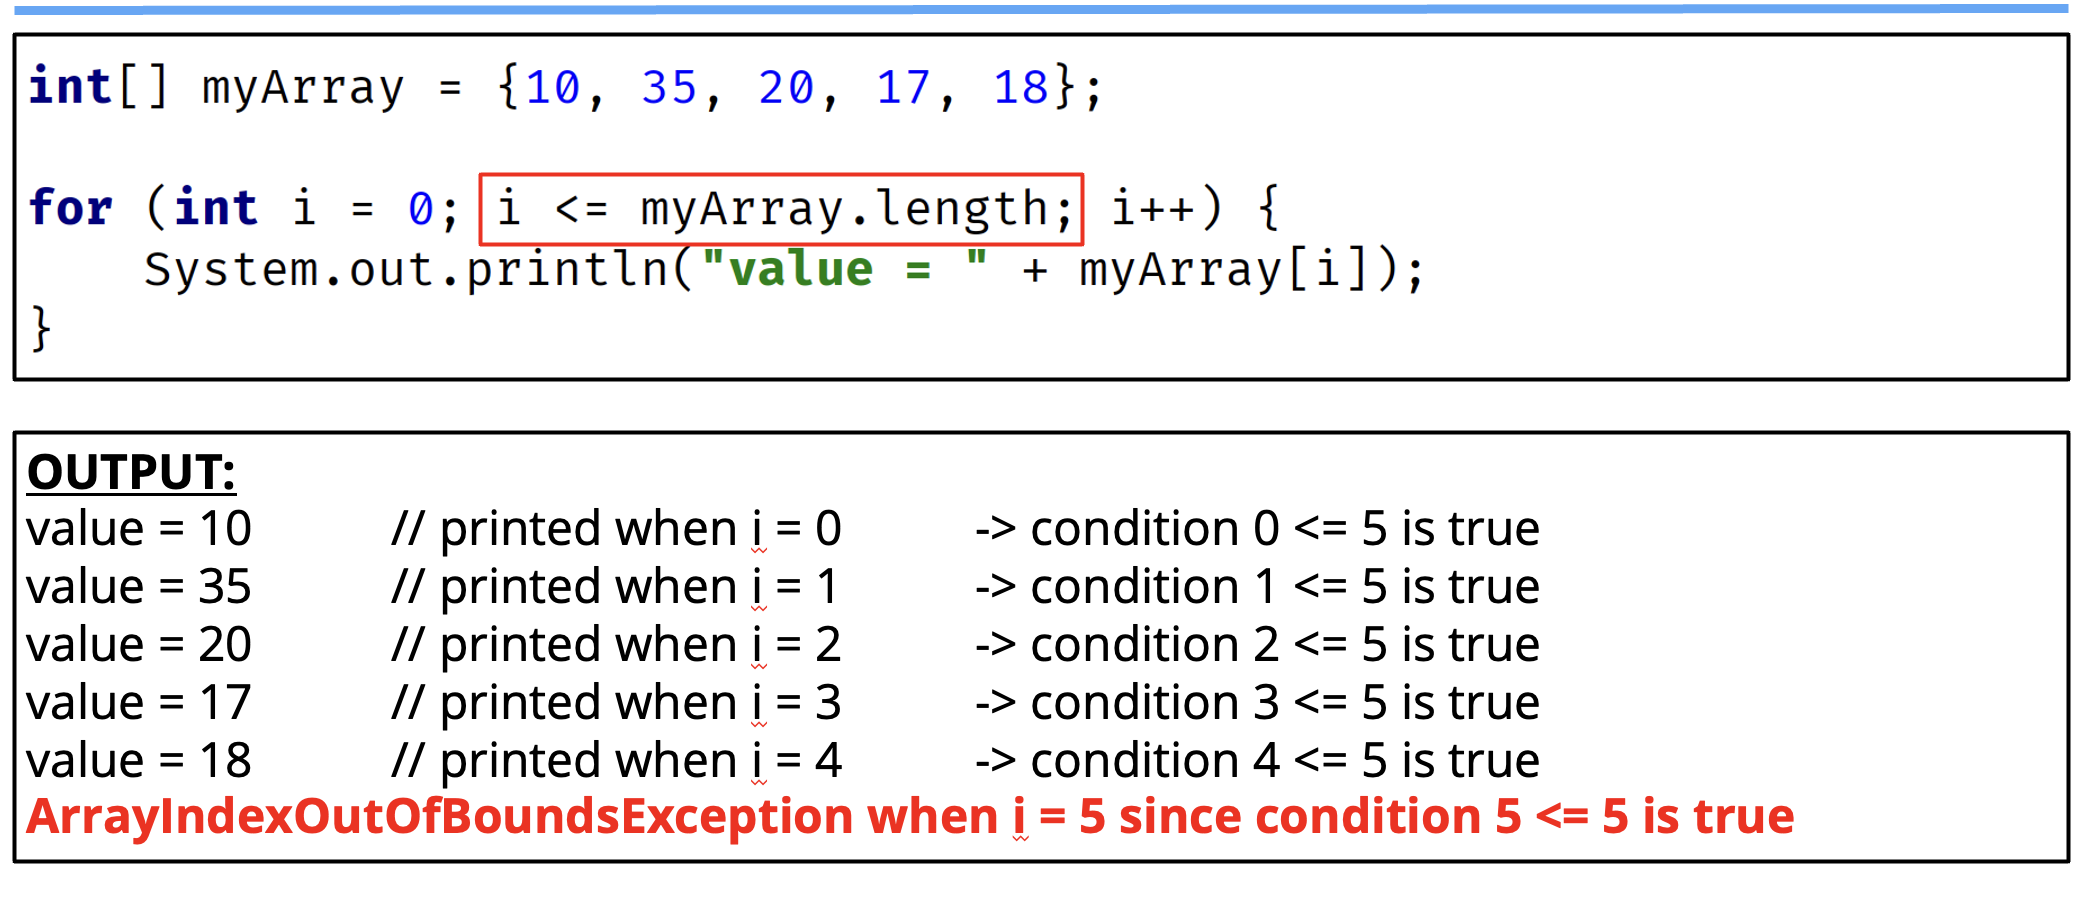 int[] myArray = {10, 35, 20, 17, 18};
for (int i = 0; i <= myArray.length; i++) {
System.out.println("value = " + myArray[i]);
}
OUTPUT:
value = 10 // printed when i = 0 -> condition 0 <= 5 is true
value = 35 // printed when i = 1 -> condition 1 <= 5 is true
value = 20 // printed when i = 2 -> condition 2 <= 5 is true
value = 17 // printed when i = 3 -> condition 3 <= 5 is true
value = 18 // printed when i = 4 -> condition 4 <= 5 is true
ArrayIndexOutOfBoundsException when i = 5 since condition 5 <= 5 is true